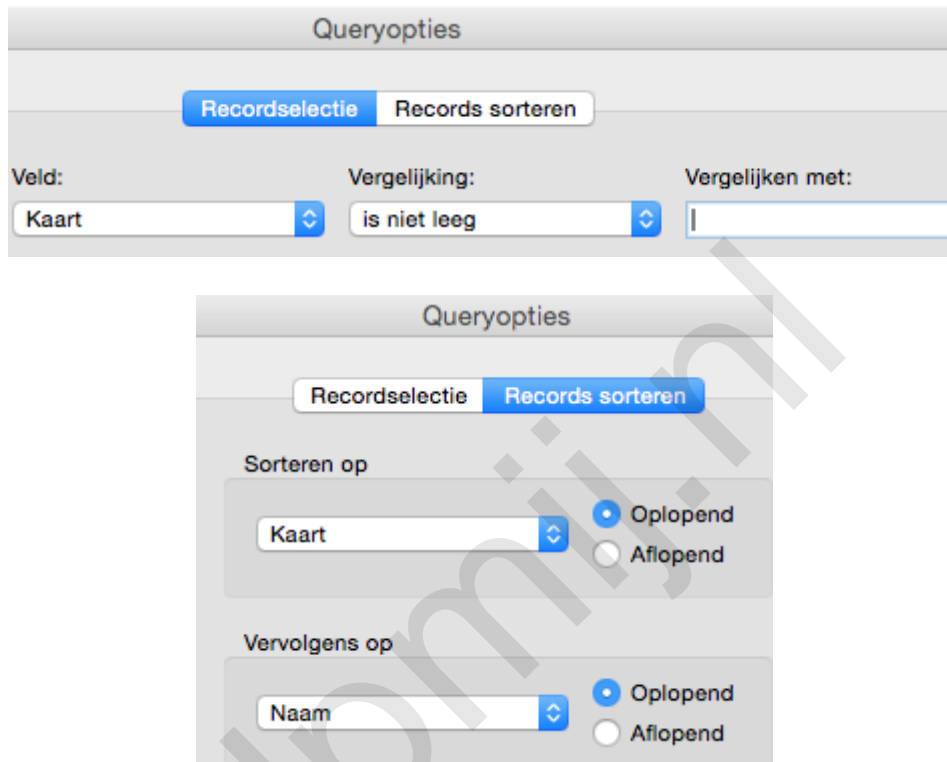 Queryopties
Recordselectie Records sorteren
Veld: Vergelijking: Vergelijken met:
Kaart is niet leeg
Queryopties
Recordselectie Records sorteren
Sorteren op
Kaart Oplopend
Aflopend
Vervolgens op
Naam Oplopend
Aflopend